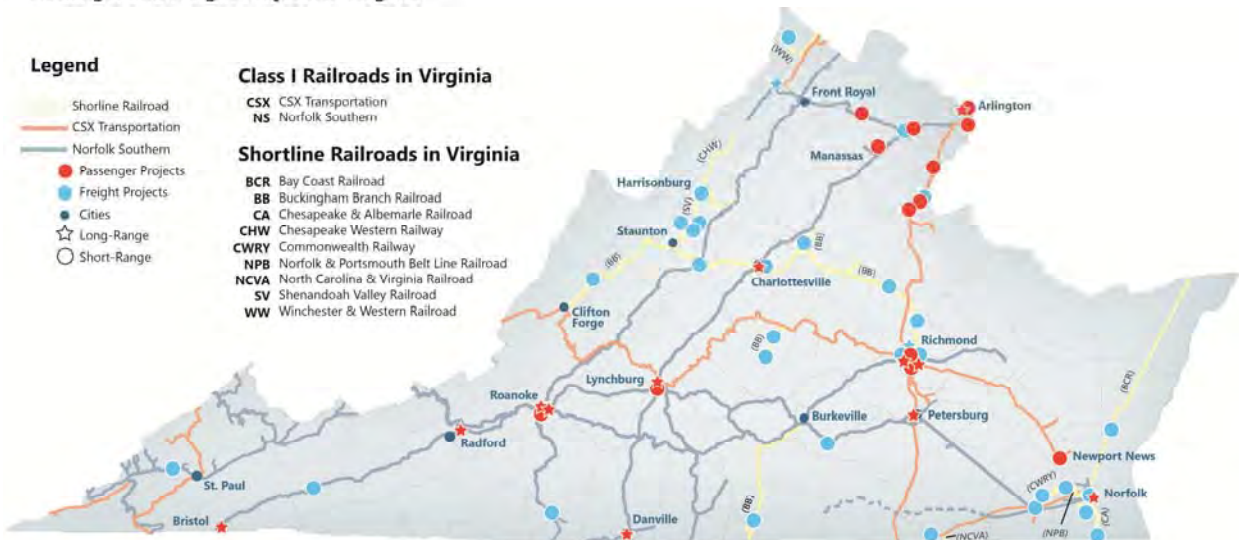 Legend
Shorline Railroad
CSX Transportation
Norfolk Southern
Passenger Projects
Freight Projects
Cities
Long-Range
Short-Range
Class I Railroads in Virginia
CSX CSX Transportation
NS Norfolk Southern
Shortline Railroads in Virginia
BCR Bay Coast Railroad
BB Buckingham Branch Railroad
CA Chesapeake & Albemarle Railroad
CHW Chesapeake Western Railway
CWRY Commonwealth Railway
NPB Norfolk & Portsmouth Belt Line Railroad
NCVA North Carolina & Virginia Railroad
SV Shenandoah Valley Railroad
WW Winchester & Western Railroad
(WW)
Front Royal
Arlington
Manassas
(CHW)
Harrisonburg
(SV)
Staunton
(BB)
(BB)
(BB)
Charlottesville
Clifton
Forge
(BB)
Richmond
Lynchburg
(BCR)
Roanoke
Burkeville
Petersburg
Radford
Newport News
St. Paul
(CWRY)
Norfolk
Bristol
Danville
(BB)
(NCVA)
(NPB)
(CA)